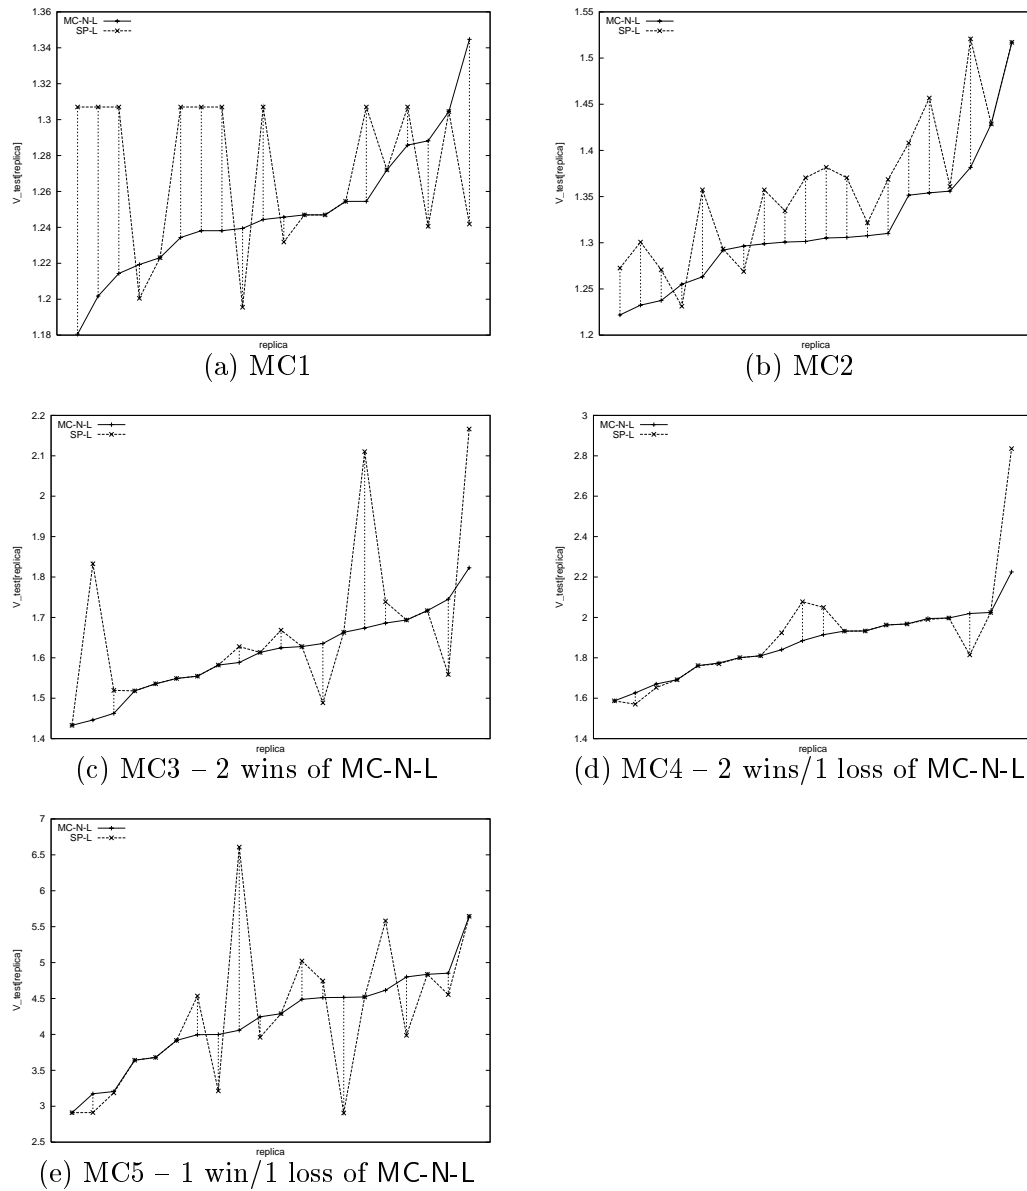 1.36
1.34
1.32
1.3
1.28
1.26
1.24
1.22
1.2
1.18
V_test[replica]
MC-N-L
SP-L
replica
(a) MC1
1.55
1.5
1.45
1.4
1.35
1.3
1.25
1.2
V_test[replica]
MC-N-L
SP-L
replica
(b) MC2
2.2
2.1
2
1.9
1.8
1.7
1.6
1.5
1.4
V_test[replica]
MC-N-L
SP-L
replica
(c) MC3 – 2 wins of MC-N-L
3
2.8
2.6
2.4
2.2
2
1.8
1.6
1.4
V_test[replica]
MC-N-L
SP-L
replica
(d) MC4 – 2 wins/1 loss of MC-N-L
7
6.5
6
5.5
5
4.5
4
3.5
3
2.5
V_test[replica]
MC-N-L
SP-L
replica
(e) MC5 – 1 win/1 loss of MC-N-L